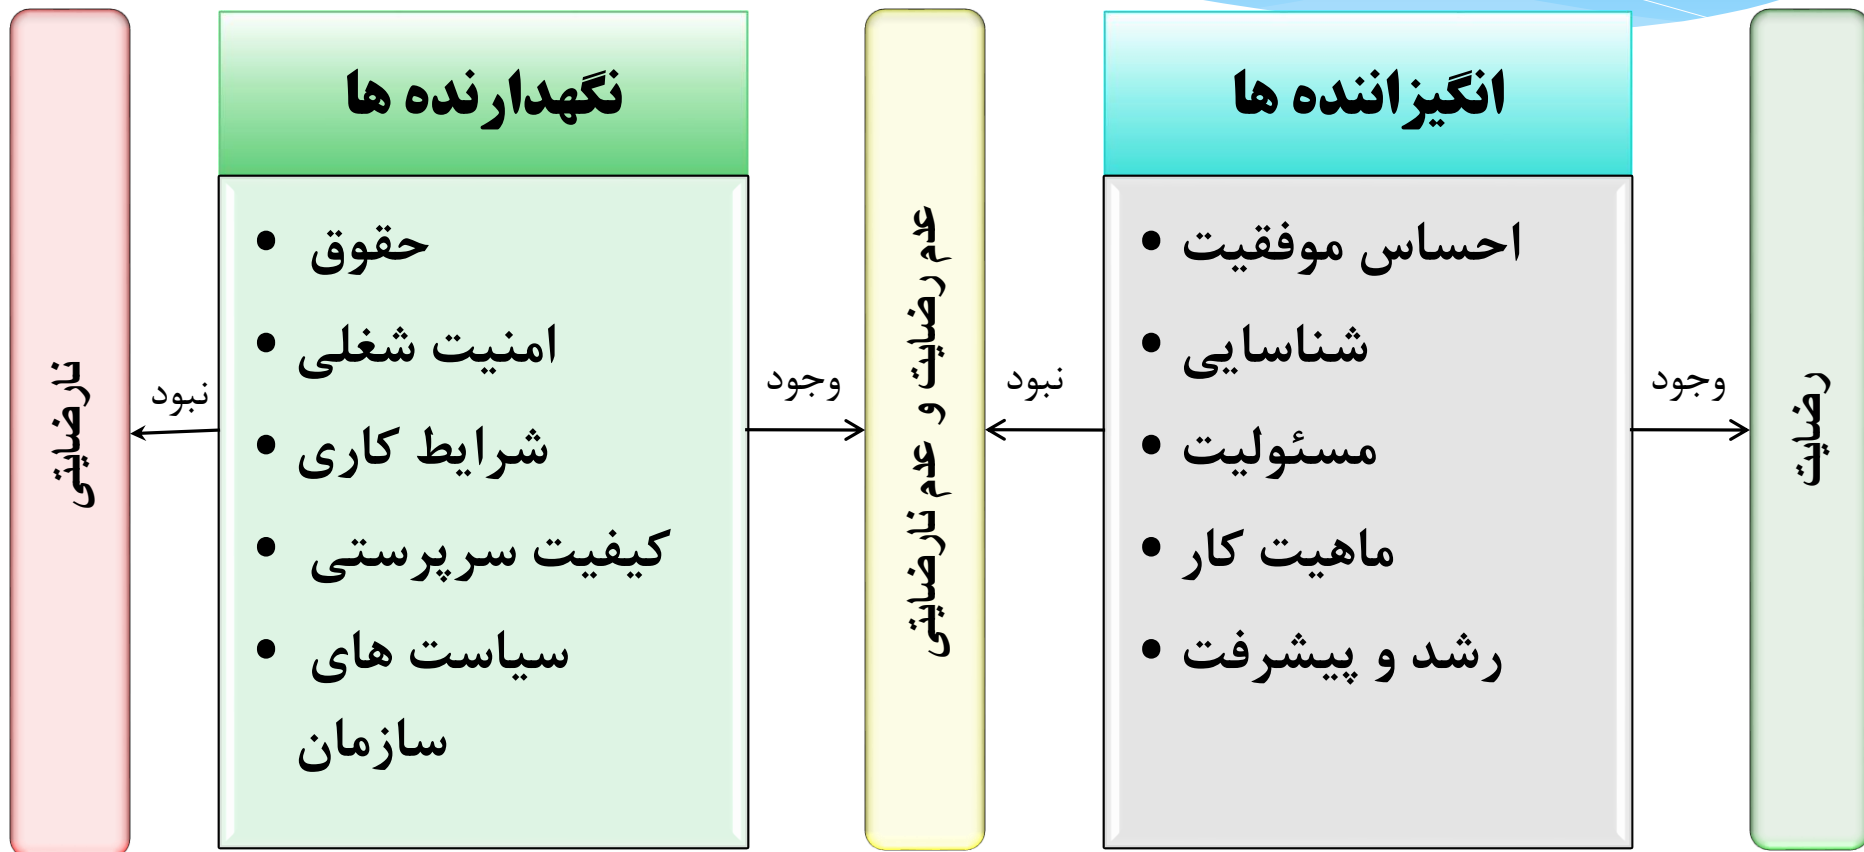 رضایت
وجود
انگیزاننده ها
• احساس موفقیت
• شناسایی
• مسئولیت
• ماهیت کار
• رشد و پیشرفت
نبود
عدم رضایت و عدم نارضایتی
وجود
نگهدارنده ها
• حقوق
• امنیت شغلی
• شرایط کاری
• کیفیت سرپرستی
• سیاست های
سازمان
نبود
نارضایتی